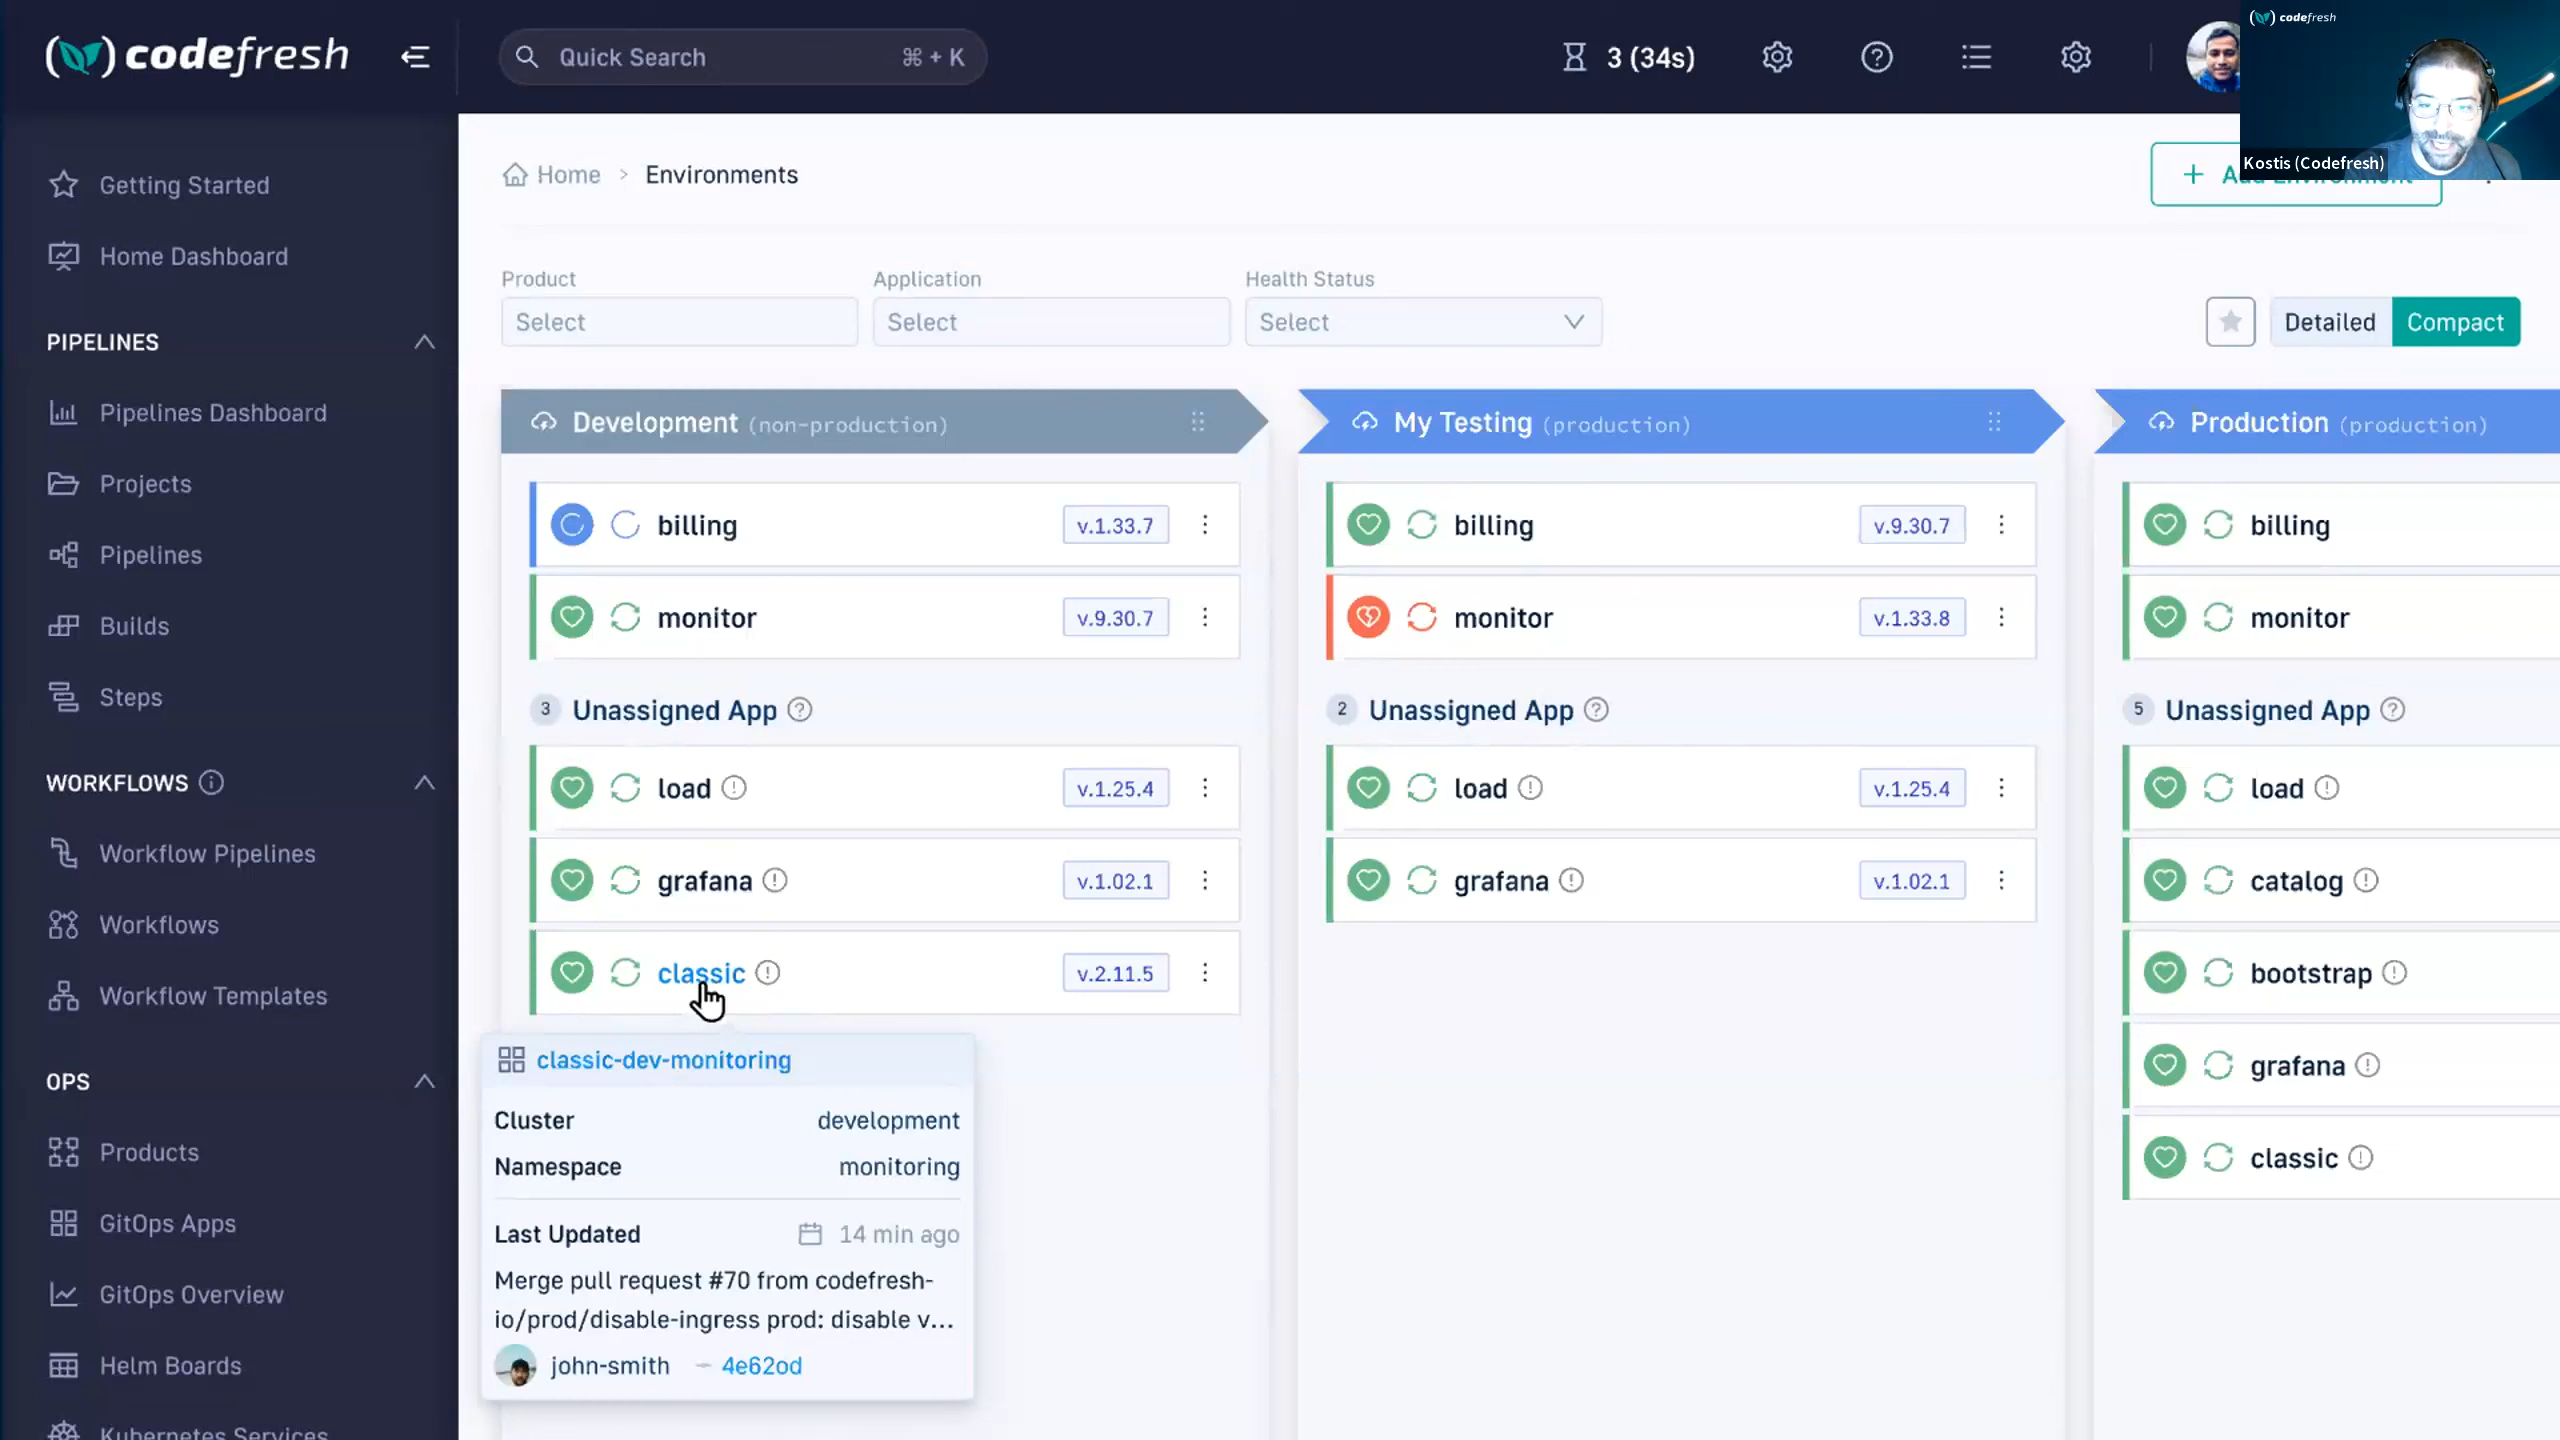 codefresh
Quick Search
⌘ + K
3 (34s)
codefresh
Kostis (Codefresh)
Getting Started
Home Dashboard
PIPELINES
Pipelines Dashboard
Projects
Pipelines
Builds
Steps
WORKFLOWS
Workflow Pipelines
Workflows
Workflow Templates
OPS
Products
GitOps Apps
GitOps Overview
Helm Boards
Kubernetes Services
Home > Environments
+ Add Environment
Product
Select
Application
Select
Health Status
Select
Detailed
Compact
Development (non-production)
billing v.1.33.7
monitor v.9.30.7
3 Unassigned App
load v.1.25.4
grafana v.1.02.1
classic v.2.11.5
classic-dev-monitoring
Cluster development
Namespace monitoring
Last Updated 14 min ago
Merge pull request #70 from codefresh-
io/prod/disable-ingress prod: disable v...
john-smith 4e62od
My Testing (production)
billing v.9.30.7
monitor v.1.33.8
2 Unassigned App
load v.1.25.4
grafana v.1.02.1
Production (production)
billing
monitor
5 Unassigned App
load
catalog
bootstrap
grafana
classic